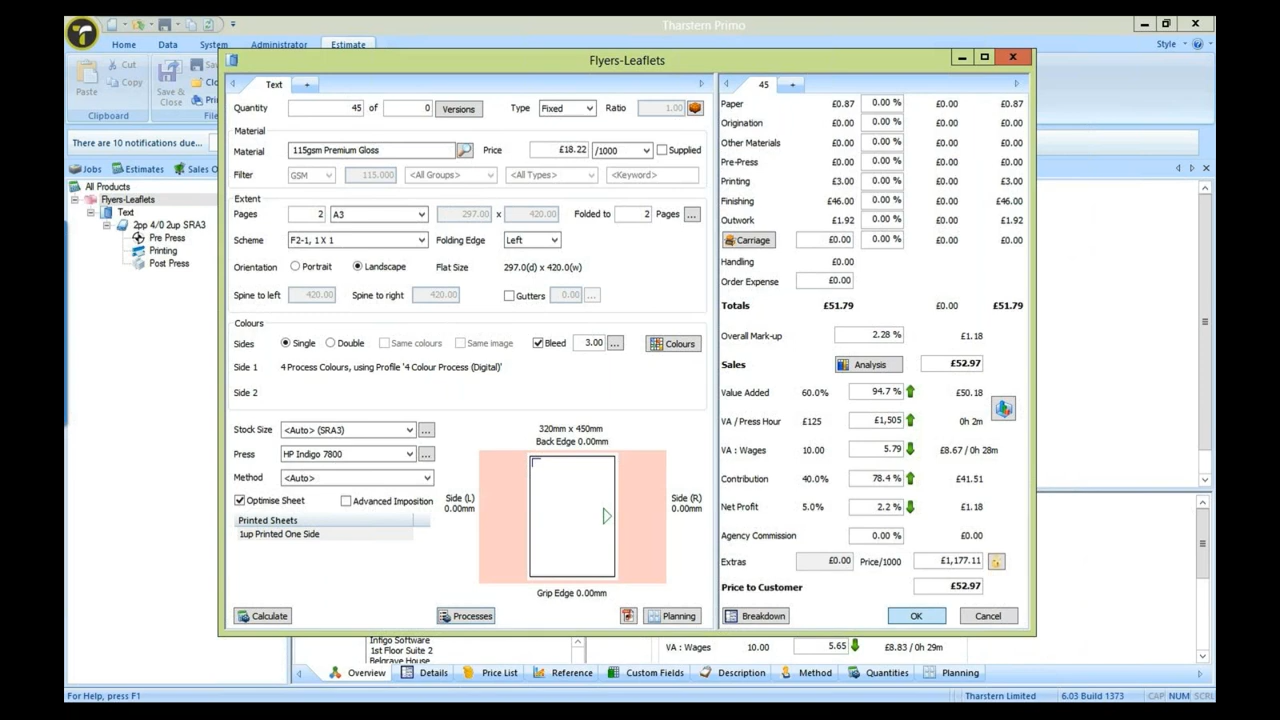 Tharstern Primo
Home Data System Administrator Estimate Style
Flyers-Leaflets
Paste Cut Copy Save & Close
Clipboard
There are 10 notifications due...
Jobs Estimates Sales O
All Products
Flyers-Leaflets
Text
2pp 4/0 2up SRA3
Pre Press
Printing
Post Press
Text +
Quantity 45 of 0 Versions Type Fixed Ratio 1.00
Material
Material 115gsm Premium Gloss Price £18.22 /1000 Supplied
Filter GSM 115.000 <All Groups> <All Types> <Keyword>
Extent
Pages 2 A3 297.00 x 420.00 Folded to 2 Pages ...
Scheme F2-1, 1 X 1 Folding Edge Left
Orientation Portrait Landscape Flat Size 297.0(d) x 420.0(w)
Spine to left 420.00 Spine to right 420.00 Gutters 0.00 ...
Colours
Sides Single Double Same colours Same image Bleed 3.00 ... Colours
Side 1 4 Process Colours, using Profile '4 Colour Process (Digital)'
Side 2
Stock Size <Auto> (SRA3) ...
Press HP Indigo 7800 ...
Method <Auto>
Optimise Sheet Advanced Imposition
Printed Sheets
1up Printed One Side
320mm x 450mm
Back Edge 0.00mm
Side (L)
0.00mm
Side (R)
0.00mm
Grip Edge 0.00mm
Calculate Processes Planning
45 +
Paper £0.87 0.00 % £0.00 £0.87
Origination £0.00 0.00 % £0.00 £0.00
Other Materials £0.00 0.00 % £0.00 £0.00
Pre-Press £0.00 0.00 % £0.00 £0.00
Printing £3.00 0.00 % £0.00 £3.00
Finishing £46.00 0.00 % £0.00 £46.00
Outwork £1.92 0.00 % £0.00 £1.92
Carriage £0.00 0.00 % £0.00 £0.00
Handling £0.00
Order Expense £0.00
Totals £51.79 £0.00 £51.79
Overall Mark-up 2.28 % £1.18
Sales Analysis £52.97
Value Added 60.0% 94.7 % £50.18
VA / Press Hour £125 £1,505 0h 2m
VA : Wages 10.00 5.79 £8.67 / 0h 28m
Contribution 40.0% 78.4 % £41.51
Net Profit 5.0% 2.2 % £1.18
Agency Commission 0.00 % £0.00
Extras £0.00 Price/1000 £1,177.11
Price to Customer £52.97
Breakdown OK Cancel
Infigo Software
1st Floor Suite 2
Belgrave House
VA : Wages 10.00 5.65 £8.83 / 0h 29m
Overview Details Price List Reference Custom Fields Description Method Quantities Planning
For Help, press F1 Tharstern Limited 6.03 Build 1373 CAP NUM SCRL